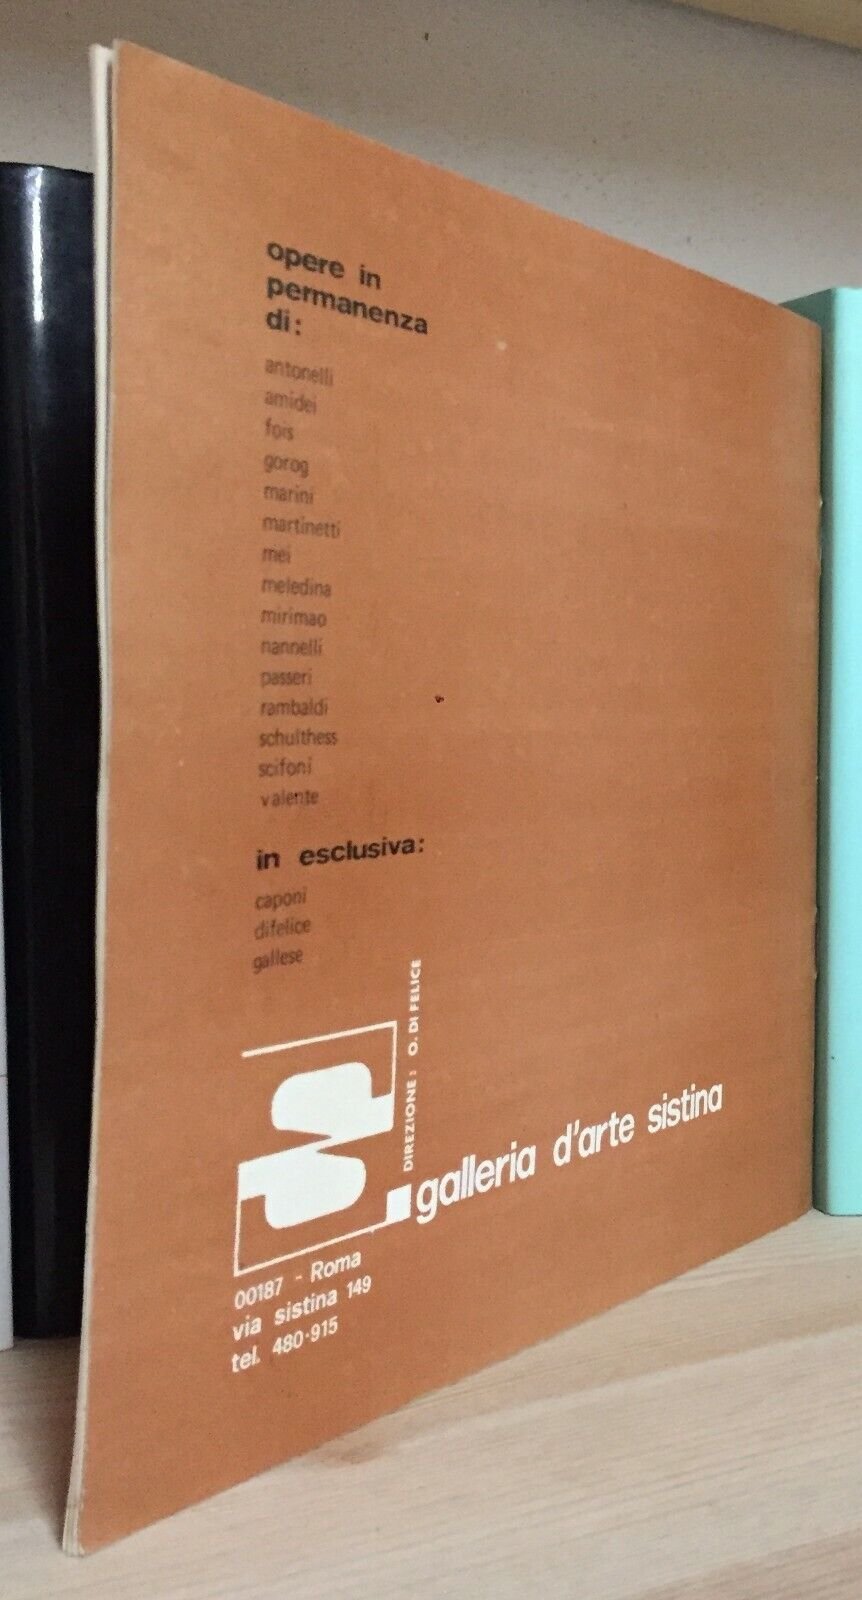 opere in
permanenza
di:
antonelli
amidei
fois
gorog
marini
martinetti
mei
meledina
mirimao
nannelli
passeri
rambaldi
schulthess
scifoni
valente
in esclusiva:
caponi
difelice
gallese
DIREZIONE: O. DI FELICE
galleria d'arte sistina
00187 - Roma
via sistina 149
tel. 480-915